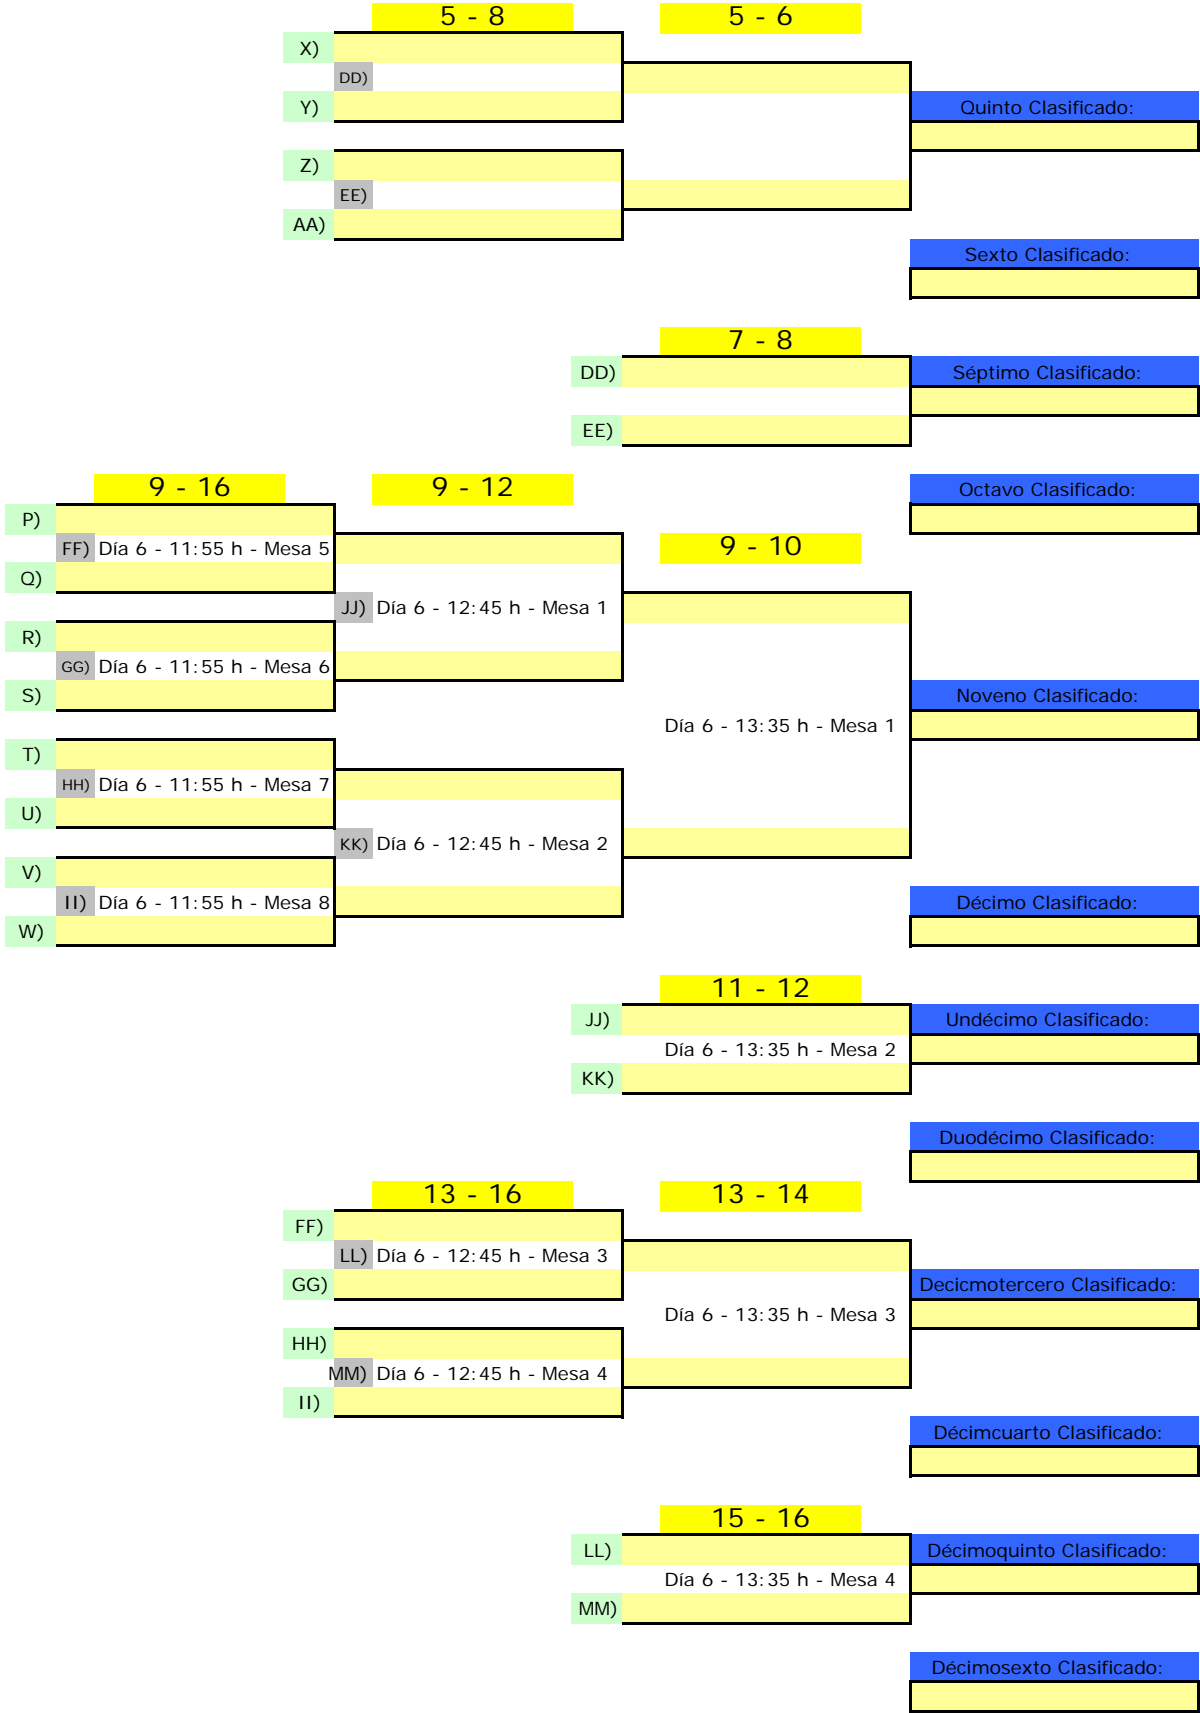 5 - 8 5 - 6
X)
DD)
Y) Quinto Clasificado:
Z)
EE)
AA)
Sexto Clasificado:
7 - 8
DD) Séptimo Clasificado:
EE)
9 - 16 9 - 12 Octavo Clasificado:
P)
FF) Día 6 - 11:55 h - Mesa 5 9 - 10
Q)
JJ) Día 6 - 12:45 h - Mesa 1
R)
GG) Día 6 - 11:55 h - Mesa 6
S) Noveno Clasificado:
Día 6 - 13:35 h - Mesa 1
T)
HH) Día 6 - 11:55 h - Mesa 7
U)
KK) Día 6 - 12:45 h - Mesa 2
V)
II) Día 6 - 11:55 h - Mesa 8 Décimo Clasificado:
W)
11 - 12
JJ) Undécimo Clasificado:
Día 6 - 13:35 h - Mesa 2
KK)
Duodécimo Clasificado:
13 - 16 13 - 14
FF)
LL) Día 6 - 12:45 h - Mesa 3
GG) Decicmotercero Clasificado:
Día 6 - 13:35 h - Mesa 3
HH)
MM) Día 6 - 12:45 h - Mesa 4
II)
Décimcuarto Clasificado:
15 - 16
LL) Décimoquinto Clasificado:
Día 6 - 13:35 h - Mesa 4
MM)
Décimosexto Clasificado: